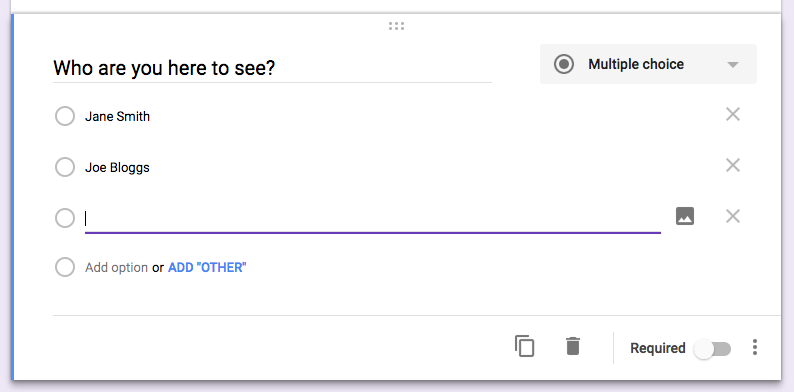 Who are you here to see?
Multiple choice
Jane Smith
Joe Bloggs
Add option or ADD "OTHER"
Required